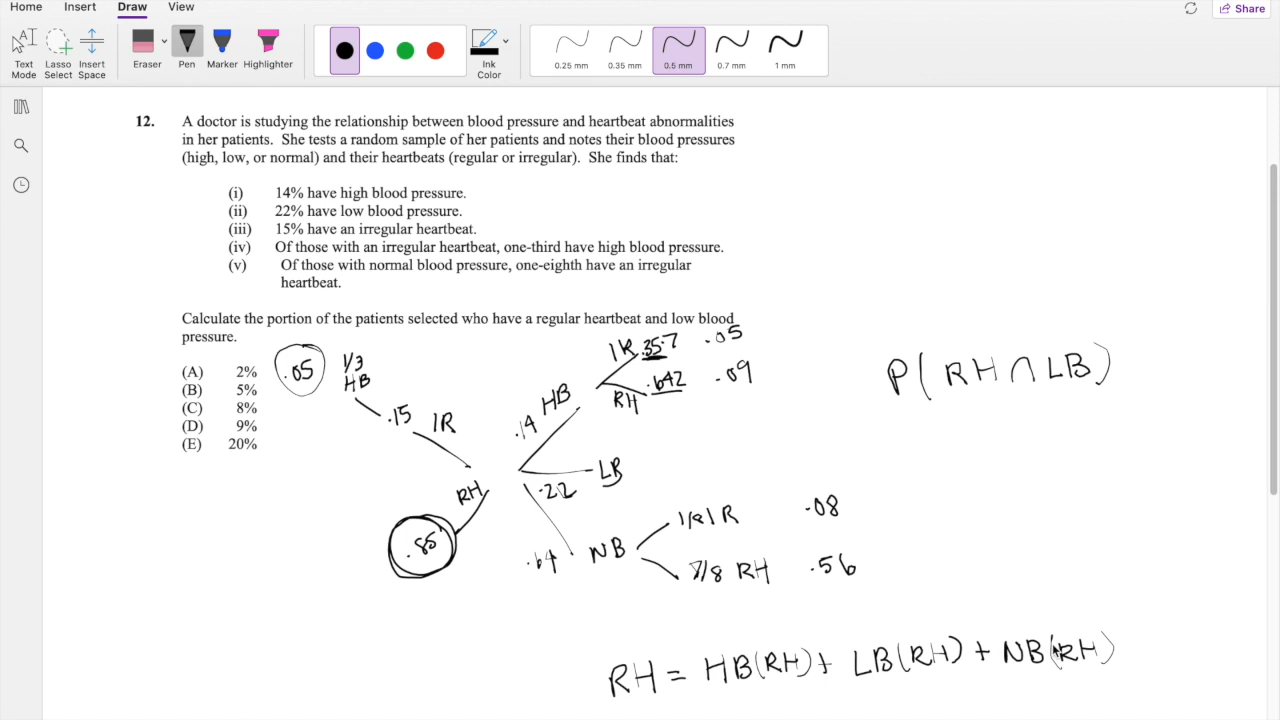 Home Insert Draw View
Share
Text Mode
Lasso Select
Insert Space
Eraser
Pen
Marker
Highlighter
Ink Color
0.25 mm
0.35 mm
0.5 mm
0.7 mm
1 mm
12. A doctor is studying the relationship between blood pressure and heartbeat abnormalities
in her patients. She tests a random sample of her patients and notes their blood pressures
(high, low, or normal) and their heartbeats (regular or irregular). She finds that:
(i) 14% have high blood pressure.
(ii) 22% have low blood pressure.
(iii) 15% have an irregular heartbeat.
(iv) Of those with an irregular heartbeat, one-third have high blood pressure.
(v) Of those with normal blood pressure, one-eighth have an irregular
heartbeat.
Calculate the portion of the patients selected who have a regular heartbeat and low blood
pressure.
(A) 2%
(B) 5%
(C) 8%
(D) 9%
(E) 20%
.05
1/3
HB
.15 IR
RH
.85
.14 HB
IR .35.7 .05
RH .642 .09
.22 LB
.64 NB
1/8 IR .08
7/8 RH .56
P(RH ∩ LB)
RH = HB(RH) + LB(RH) + NB(RH)